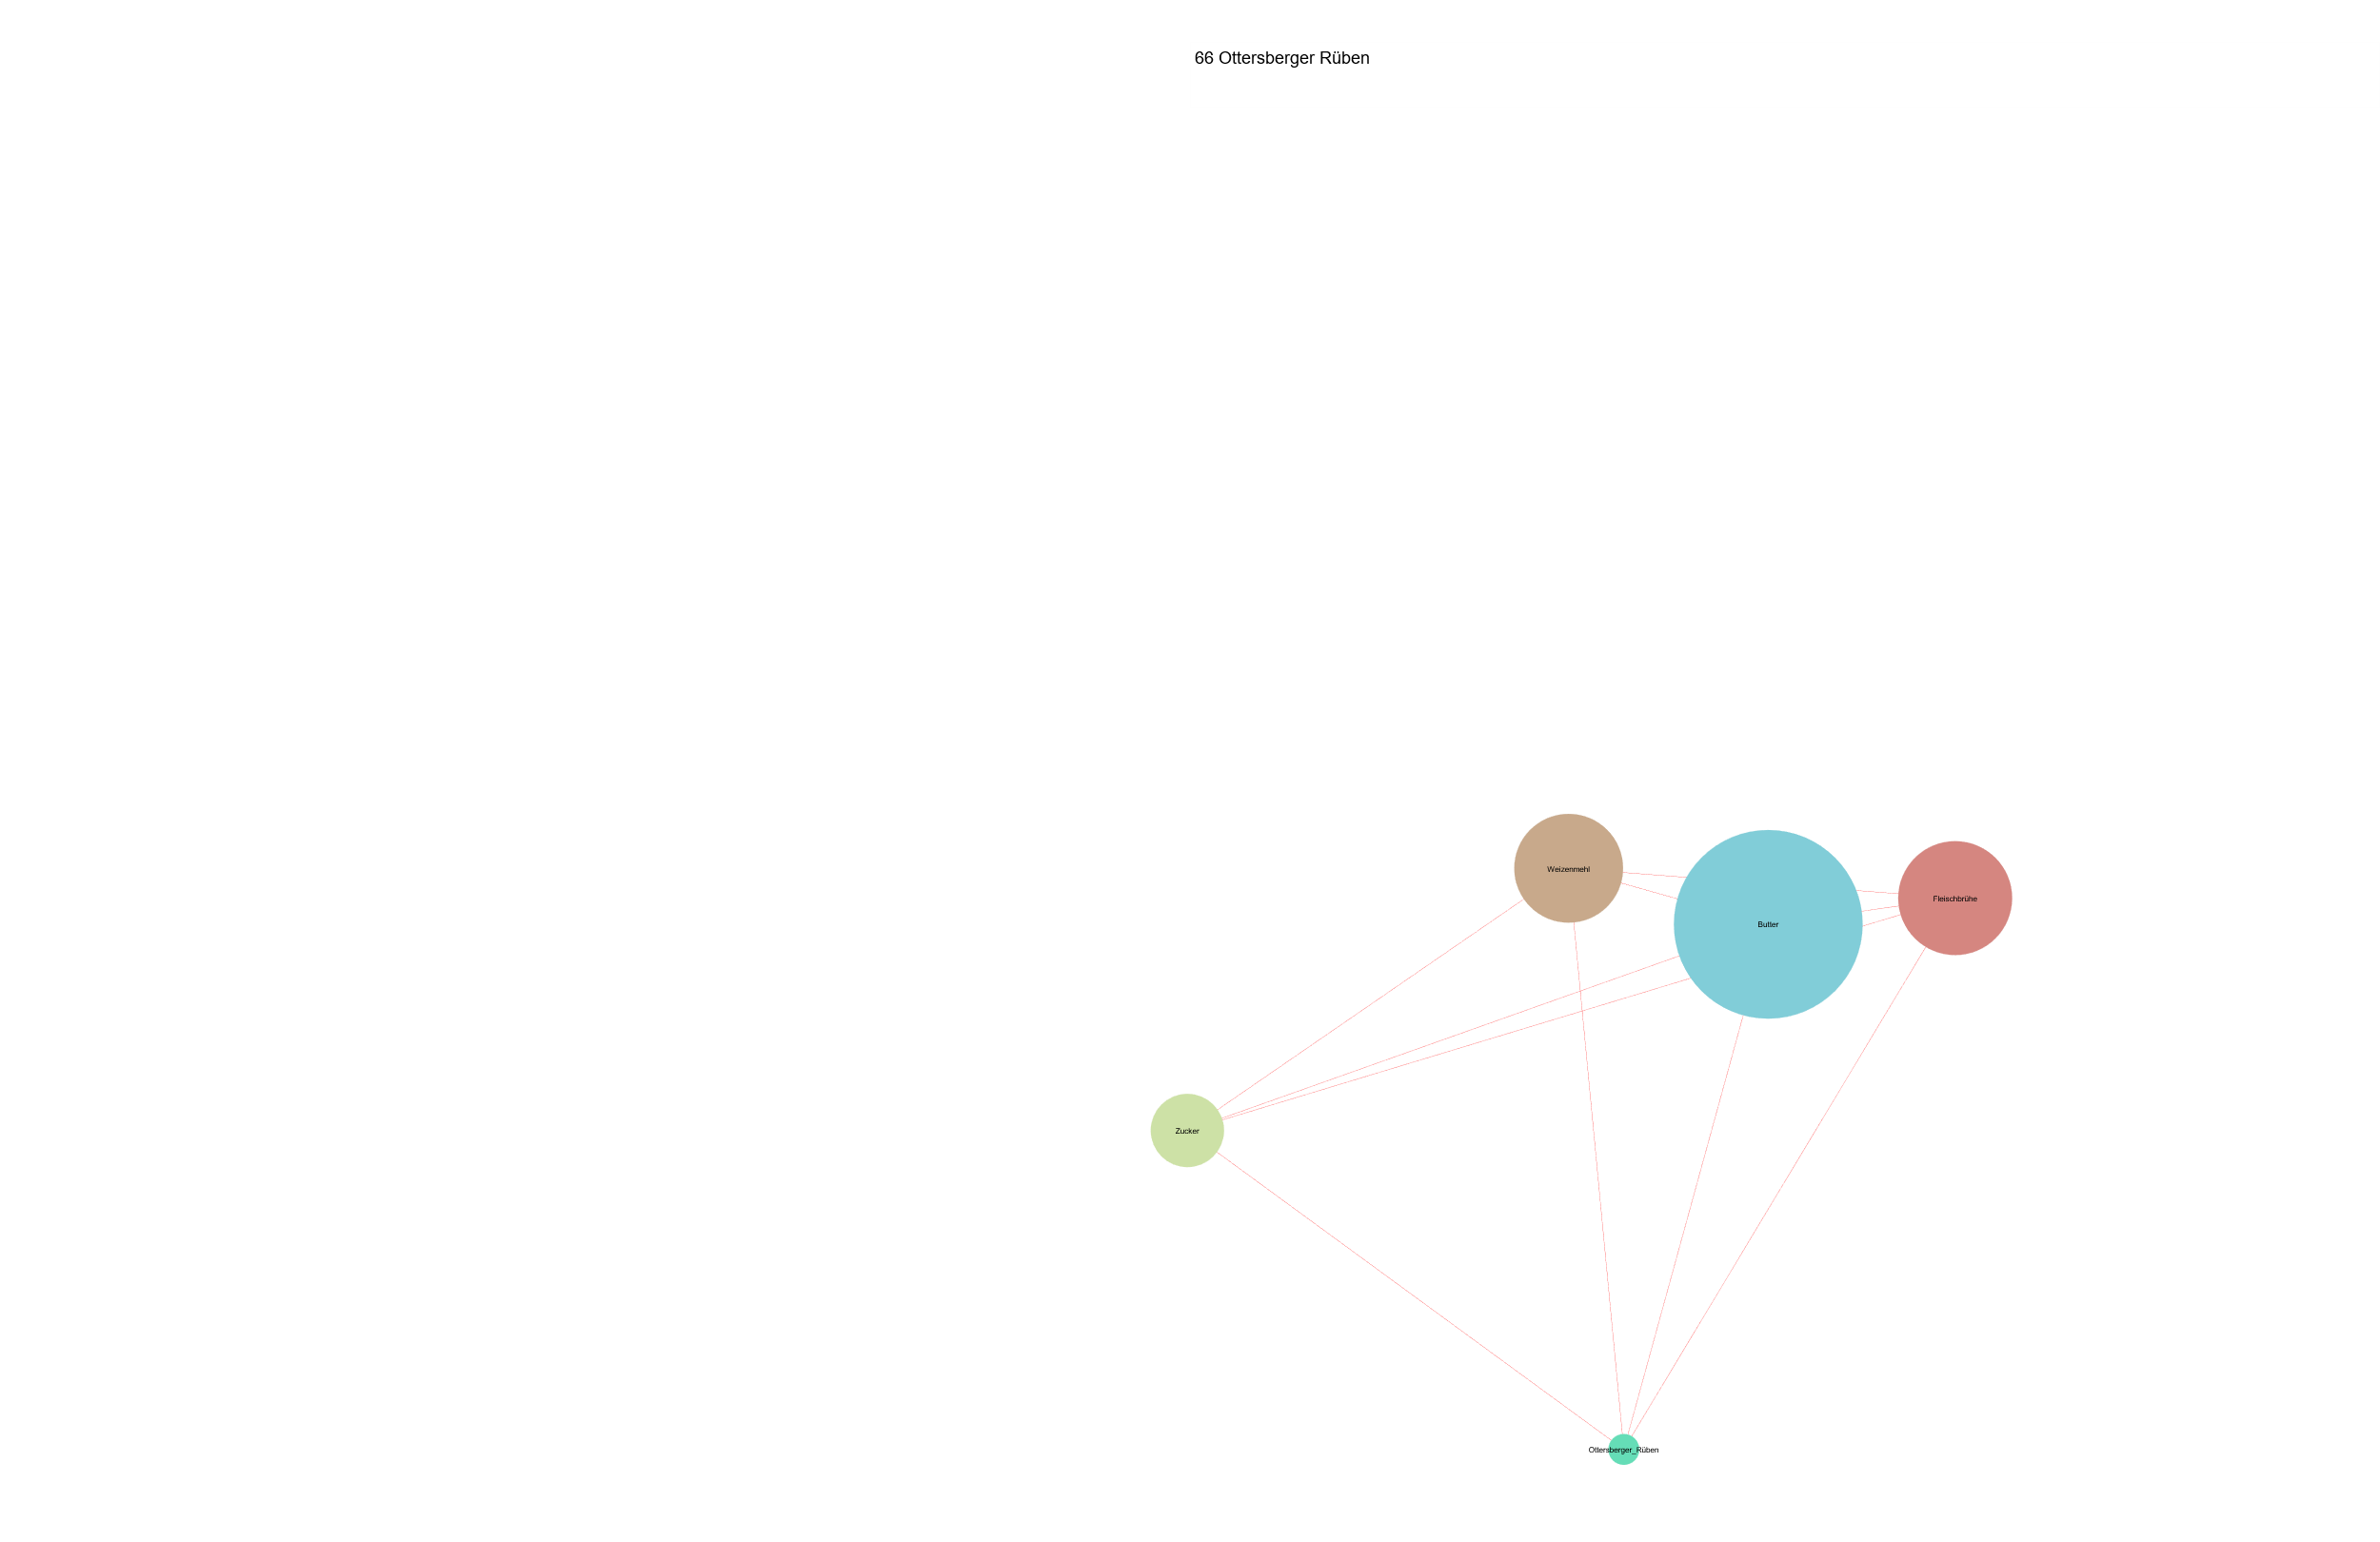 66 Ottersberger Rüben
Weizenmehl
Fleischbrühe
Butter
Zucker
Ottersberger_Rüben